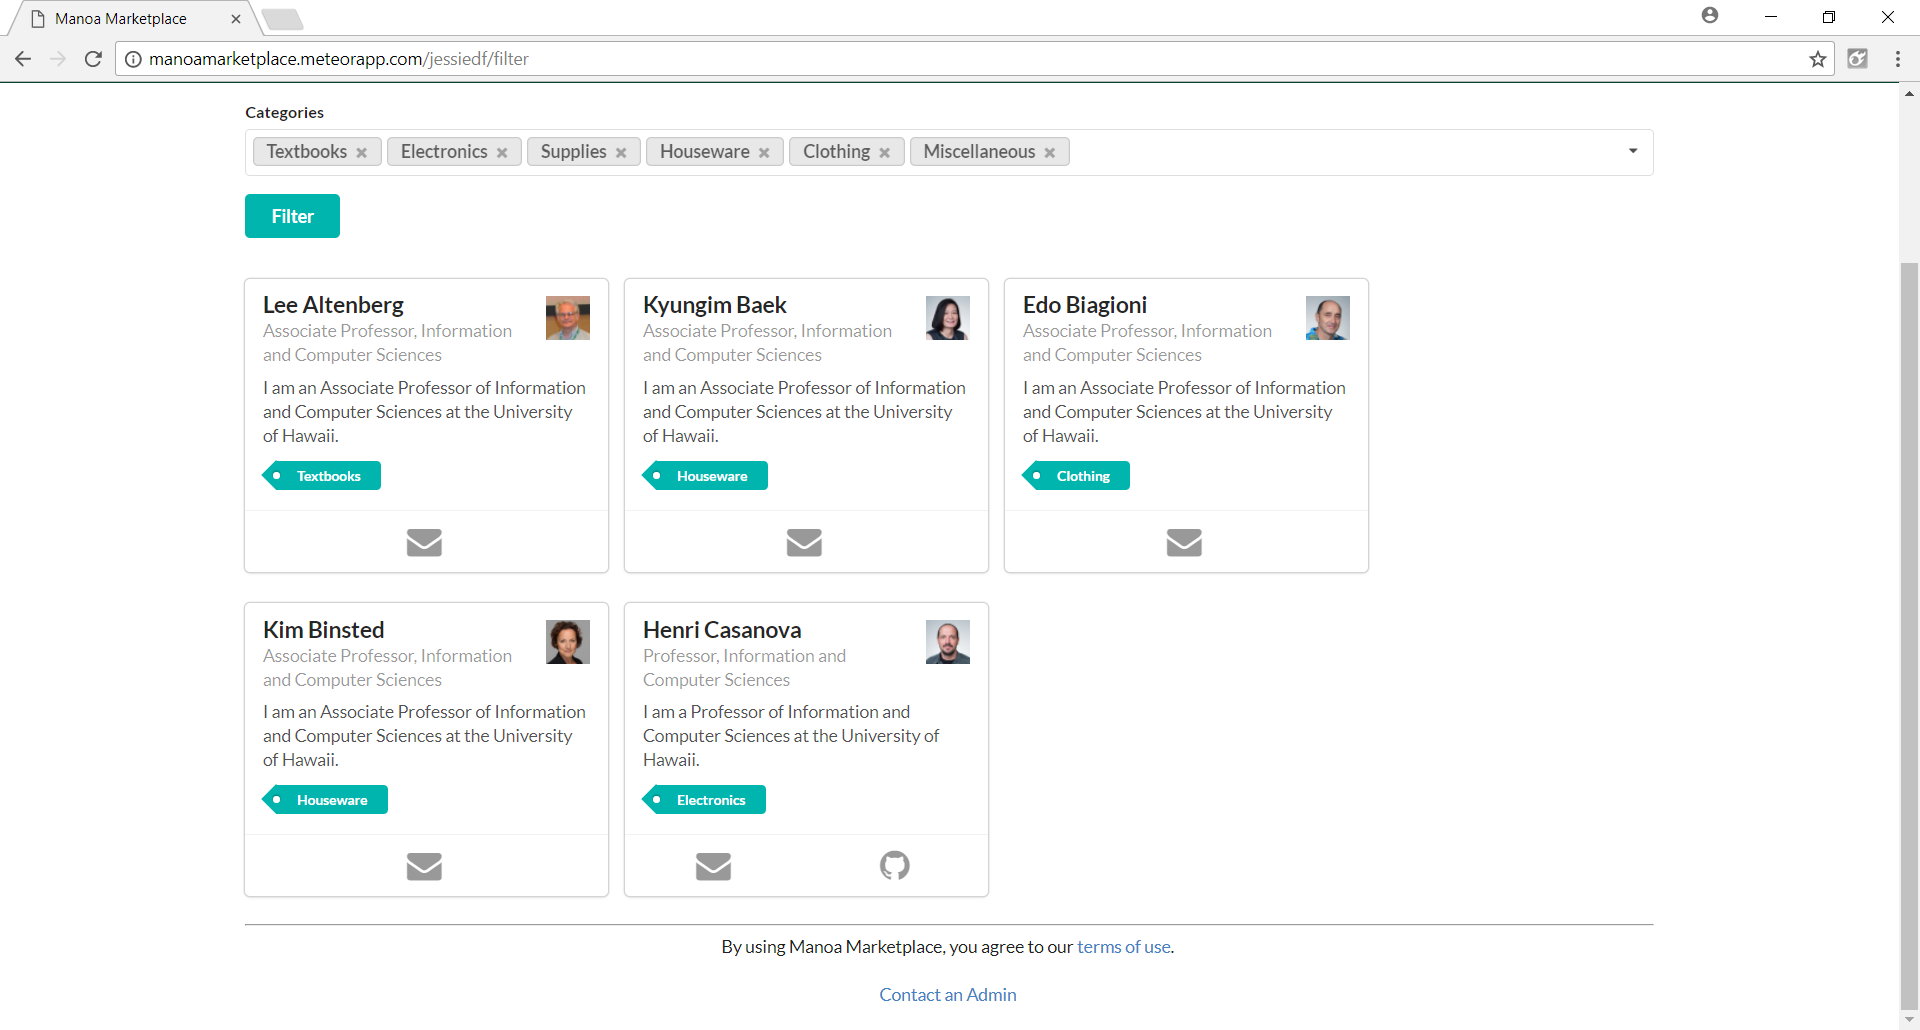 Manoa Marketplace
manoamarketplace.meteorapp.com/jessiedf/filter
Categories
Textbooks Electronics Supplies Houseware Clothing Miscellaneous
Filter
Lee Altenberg
Associate Professor, Information
and Computer Sciences
I am an Associate Professor of Information
and Computer Sciences at the University
of Hawaii.
Textbooks
Kyungim Baek
Associate Professor, Information
and Computer Sciences
I am an Associate Professor of Information
and Computer Sciences at the University
of Hawaii.
Houseware
Edo Biagioni
Associate Professor, Information
and Computer Sciences
I am an Associate Professor of Information
and Computer Sciences at the University
of Hawaii.
Clothing
Kim Binsted
Associate Professor, Information
and Computer Sciences
I am an Associate Professor of Information
and Computer Sciences at the University
of Hawaii.
Houseware
Henri Casanova
Professor, Information and
Computer Sciences
I am a Professor of Information and
Computer Sciences at the University of
Hawaii.
Electronics
By using Manoa Marketplace, you agree to our terms of use.
Contact an Admin